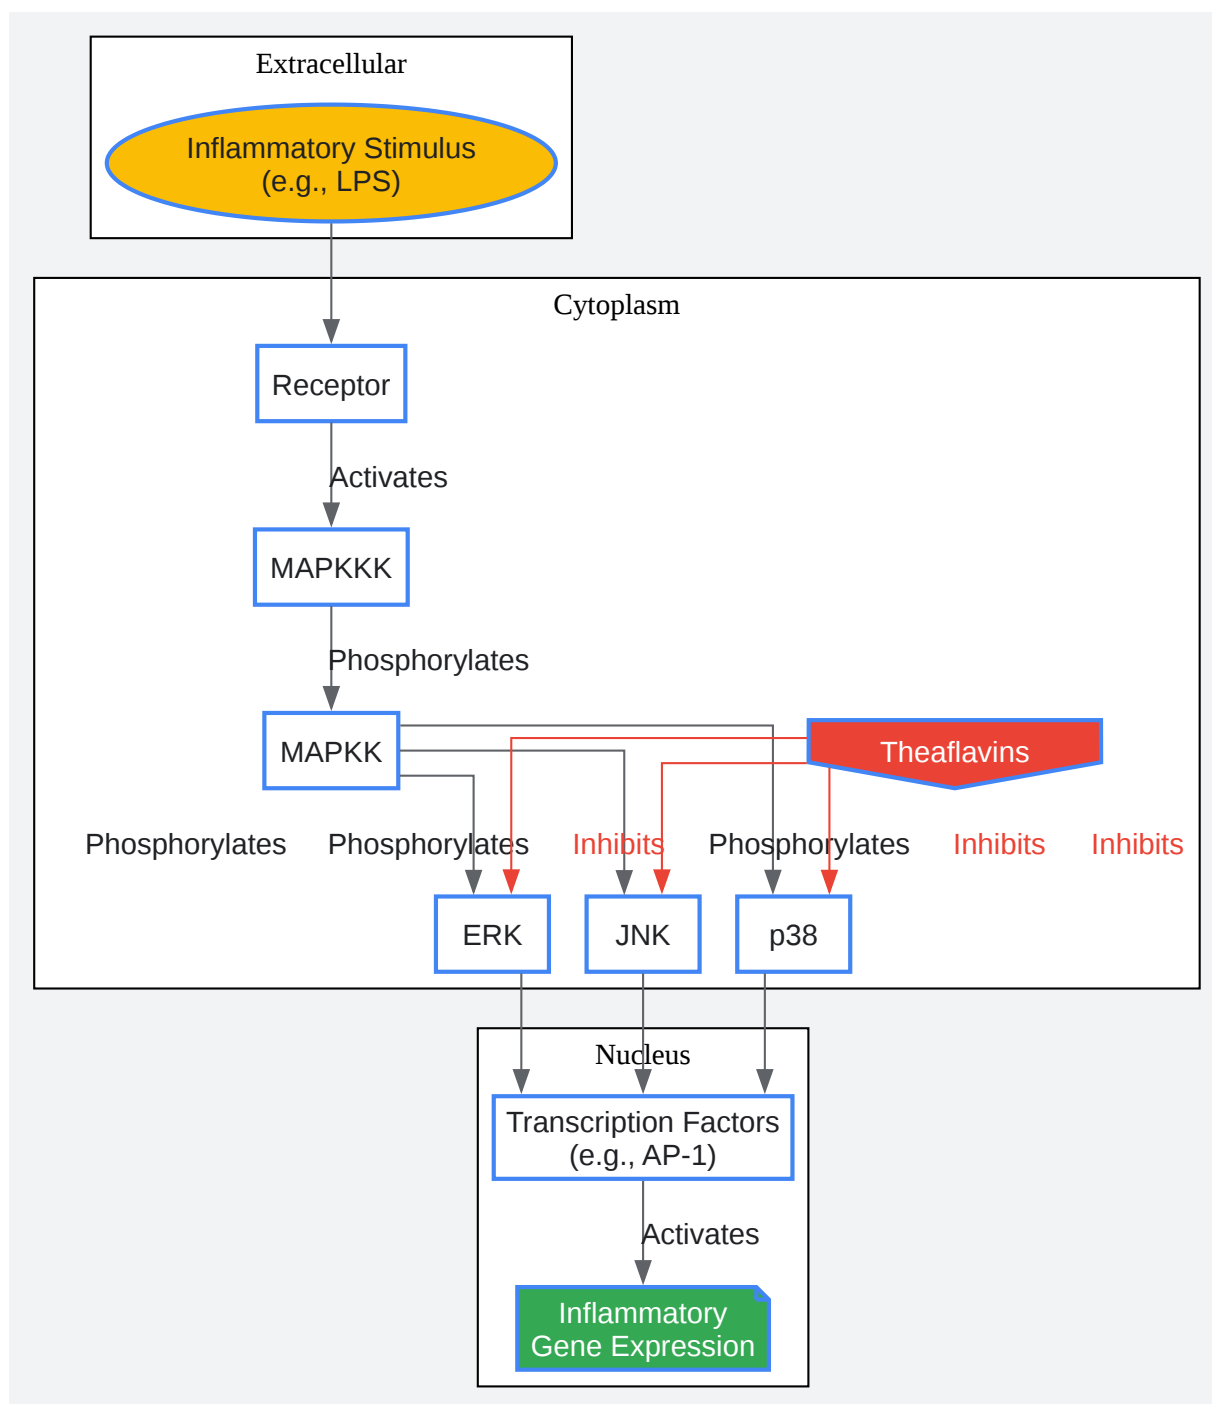 Extracellular
Inflammatory Stimulus
(e.g., LPS)
Cytoplasm
Receptor
Activates
MAPKKK
Phosphorylates
MAPKK
Theaflavins
Phosphorylates
Phosphorylates
Inhibits
Phosphorylates
Inhibits
Inhibits
ERK
JNK
p38
Nucleus
Transcription Factors
(e.g., AP-1)
Activates
Inflammatory
Gene Expression